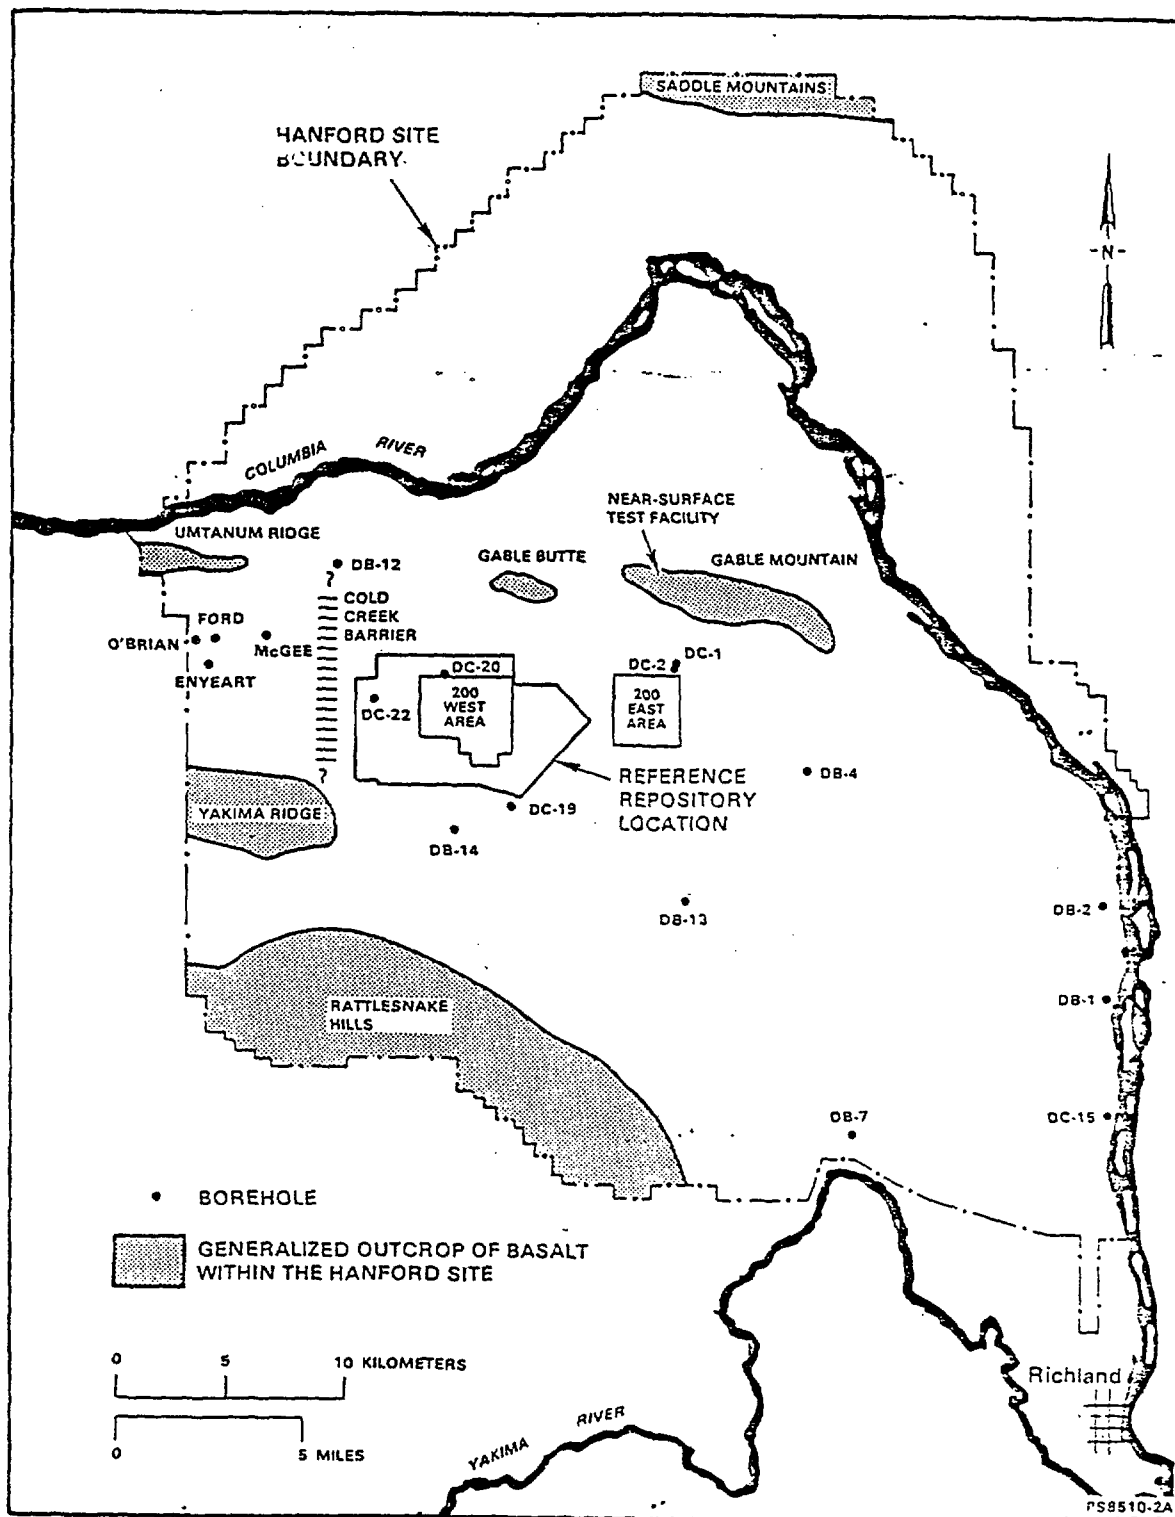 SADDLE MOUNTAINS
HANFORD SITE
BOUNDARY
-N-
COLUMBIA RIVER
NEAR-SURFACE
TEST FACILITY
UMTANUM RIDGE
GABLE BUTTE
GABLE MOUNTAIN
DB-12
?
COLD
CREEK
BARRIER
FORD
O'BRIAN
McGEE
ENYEART
DC-1
DC-2
DC-20
DC-22
200
WEST
AREA
200
EAST
AREA
?
DB-4
REFERENCE
REPOSITORY
LOCATION
YAKIMA RIDGE
DC-19
DB-14
DB-13
DB-2
DB-1
RATTLESNAKE
HILLS
DC-15
DB-7
BOREHOLE
GENERALIZED OUTCROP OF BASALT
WITHIN THE HANFORD SITE
0 5 10 KILOMETERS
0 5 MILES
Richland
YAKIMA RIVER
PS8510-2A